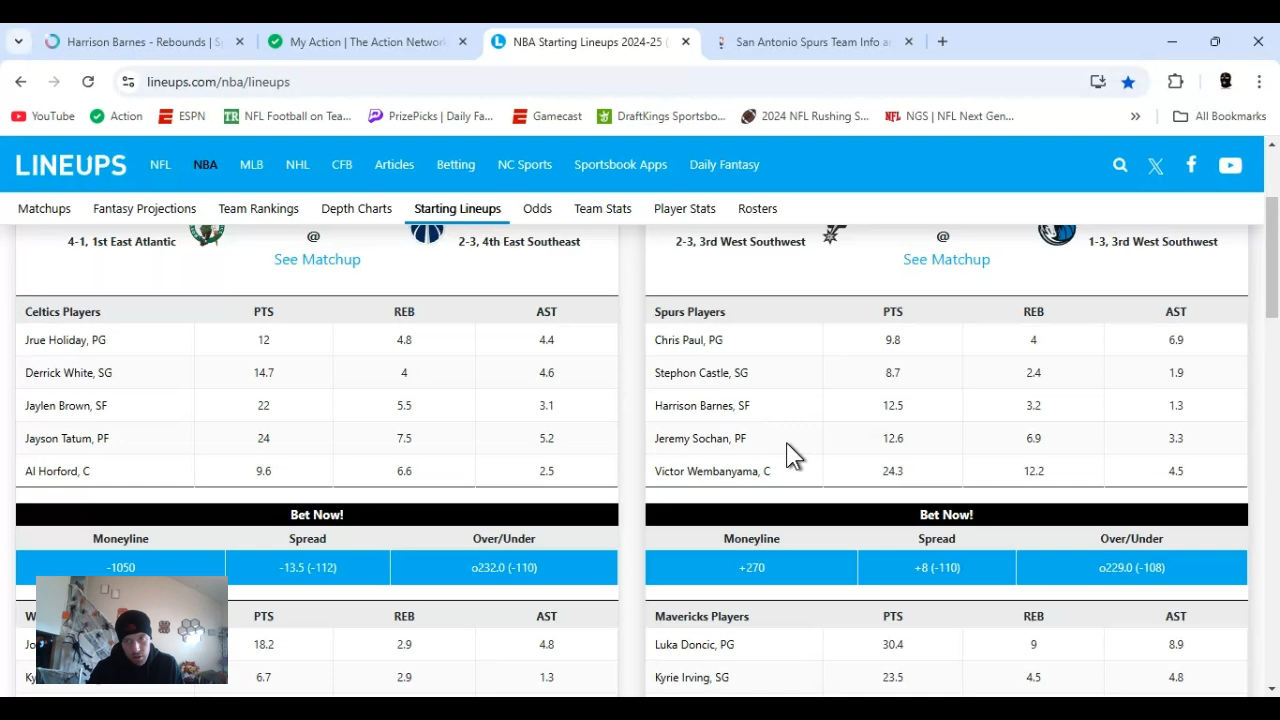 Harrison Barnes - Rebounds | S
My Action | The Action Networ
NBA Starting Lineups 2024-25 (
San Antonio Spurs Team Info a
lineups.com/nba/lineups
YouTube
Action
ESPN
NFL Football on Tea...
PrizePicks | Daily Fa...
Gamecast
DraftKings Sportsbo...
2024 NFL Rushing S...
NGS | NFL Next Gen...
All Bookmarks
LINEUPS NFL NBA MLB NHL CFB Articles Betting NC Sports Sportsbook Apps Daily Fantasy
Matchups Fantasy Projections Team Rankings Depth Charts Starting Lineups Odds Team Stats Player Stats Rosters
4-1, 1st East Atlantic @ 2-3, 4th East Southeast
See Matchup
Celtics Players PTS REB AST
Jrue Holiday, PG 12 4.8 4.4
Derrick White, SG 14.7 4 4.6
Jaylen Brown, SF 22 5.5 3.1
Jayson Tatum, PF 24 7.5 5.2
Al Horford, C 9.6 6.6 2.5
Bet Now!
Moneyline Spread Over/Under
-1050 -13.5 (-112) o232.0 (-110)
W PTS REB AST
Jo 18.2 2.9 4.8
Ky 6.7 2.9 1.3
2-3, 3rd West Southwest @ 1-3, 3rd West Southwest
See Matchup
Spurs Players PTS REB AST
Chris Paul, PG 9.8 4 6.9
Stephon Castle, SG 8.7 2.4 1.9
Harrison Barnes, SF 12.5 3.2 1.3
Jeremy Sochan, PF 12.6 6.9 3.3
Victor Wembanyama, C 24.3 12.2 4.5
Bet Now!
Moneyline Spread Over/Under
+270 +8 (-110) o229.0 (-108)
Mavericks Players PTS REB AST
Luka Doncic, PG 30.4 9 8.9
Kyrie Irving, SG 23.5 4.5 4.8